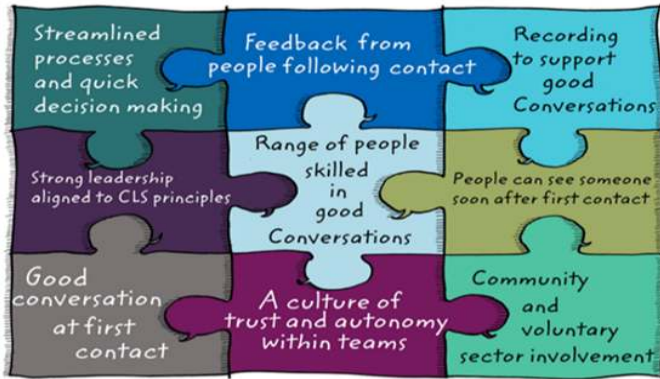 Streamlined
processes
and quick
decision making
Feedback from
people following contact
Recording
to support
good
Conversations
Strong leadership
aligned to CLS principles
Range of people
skilled
in
good
Conversations
People can see someone
soon after first contact
Good
conversation
at first
contact
A culture of
trust and autonomy
within teams
Community
and
voluntary
sector involvement